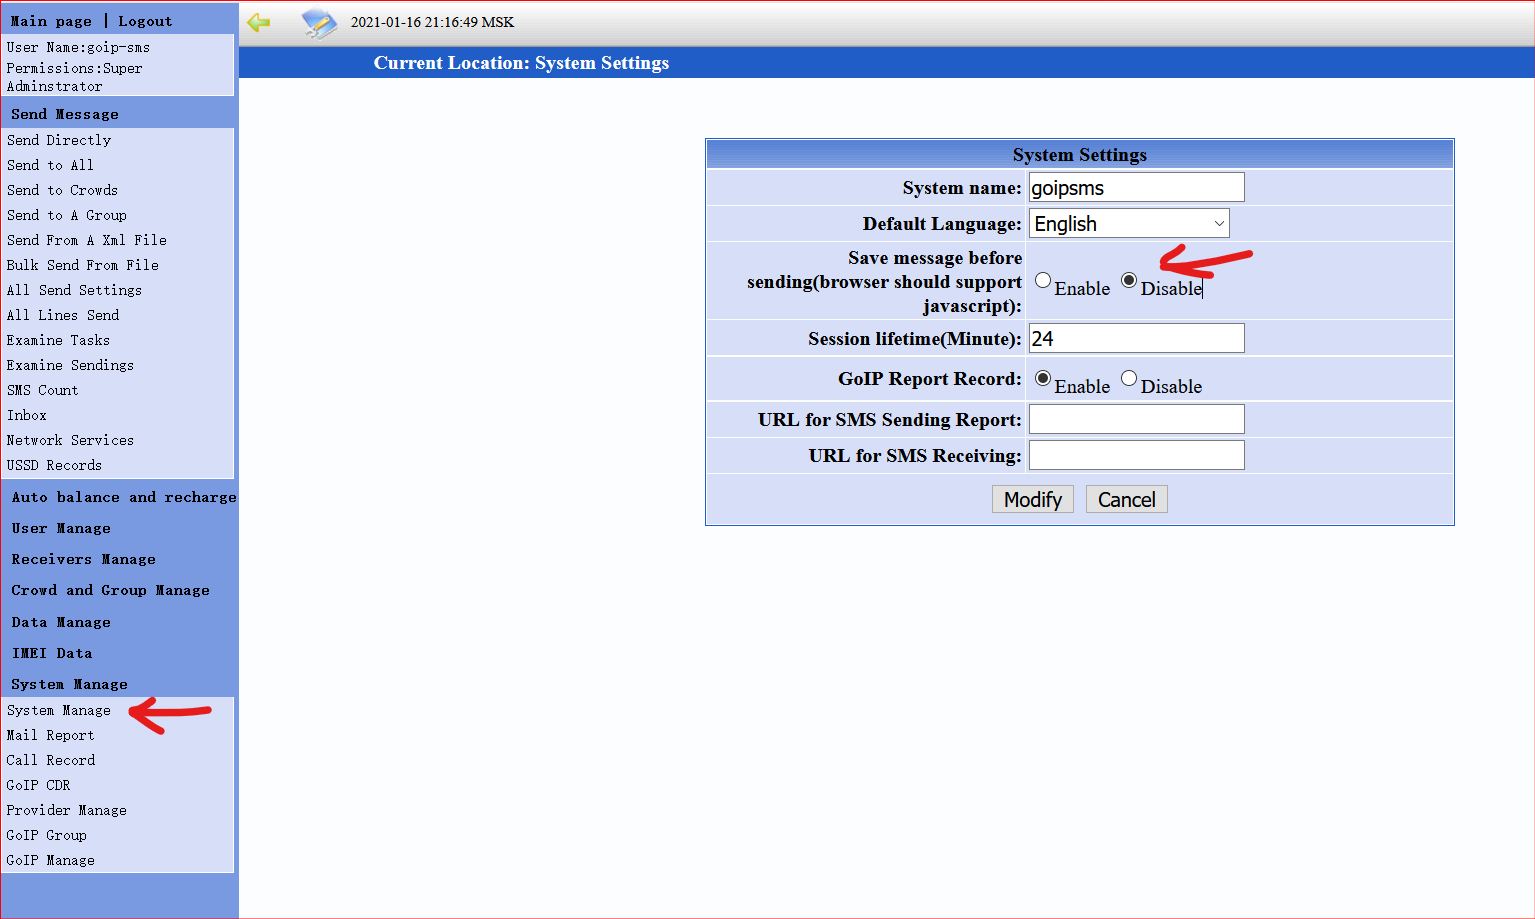 Main page | Logout
User Name:goip-sms
Permissions:Super
Adminstrator
Send Message
Send Directly
Send to All
Send to Crowds
Send to A Group
Send From A Xml File
Bulk Send From File
All Send Settings
All Lines Send
Examine Tasks
Examine Sendings
SMS Count
Inbox
Network Services
USSD Records
Auto balance and recharge
User Manage
Receivers Manage
Crowd and Group Manage
Data Manage
IMEI Data
System Manage
System Manage
Mail Report
Call Record
GoIP CDR
Provider Manage
GoIP Group
GoIP Manage
2021-01-16 21:16:49 MSK
Current Location: System Settings
System Settings
System name: goipsms
Default Language: English
Save message before
sending(browser should support
javascript):
Enable Disable
Session lifetime(Minute): 24
GoIP Report Record: Enable Disable
URL for SMS Sending Report:
URL for SMS Receiving:
Modify Cancel